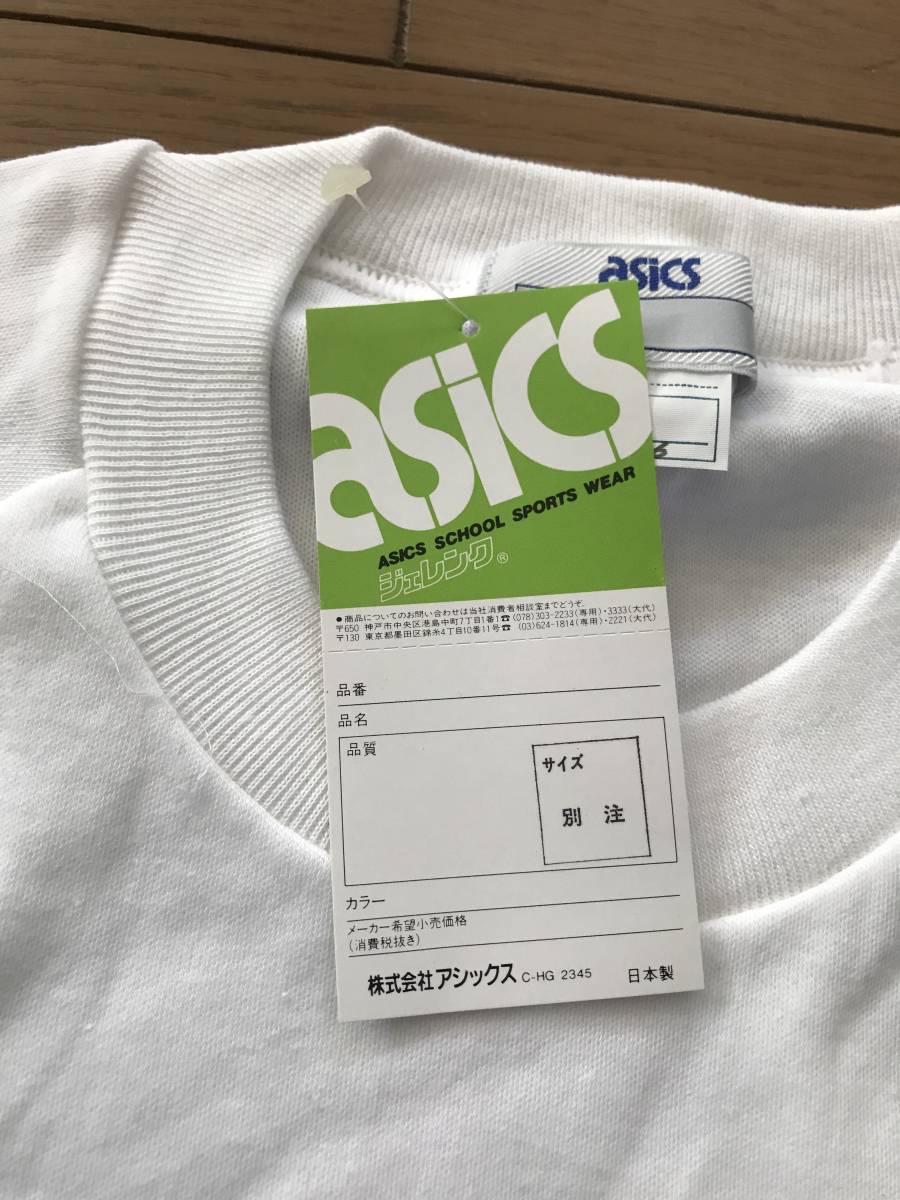 asics
asics
ASICS SCHOOL SPORTS WEAR
ジェレンク®
●商品についてのお問い合わせは当社消費者相談室までどうぞ。
〒650 神戸市中央区港島中町7丁目1番1☎(078)303-2233(専用)・3333(大代)
〒130 東京都墨田区錦糸4丁目10番11号☎(03)624-1814(専用)・2221(大代)
品番
品名
品質
サイズ
別 注
カラー
メーカー希望小売価格
(消費税抜き)
株式会社アシックス C-HG 2345 日本製